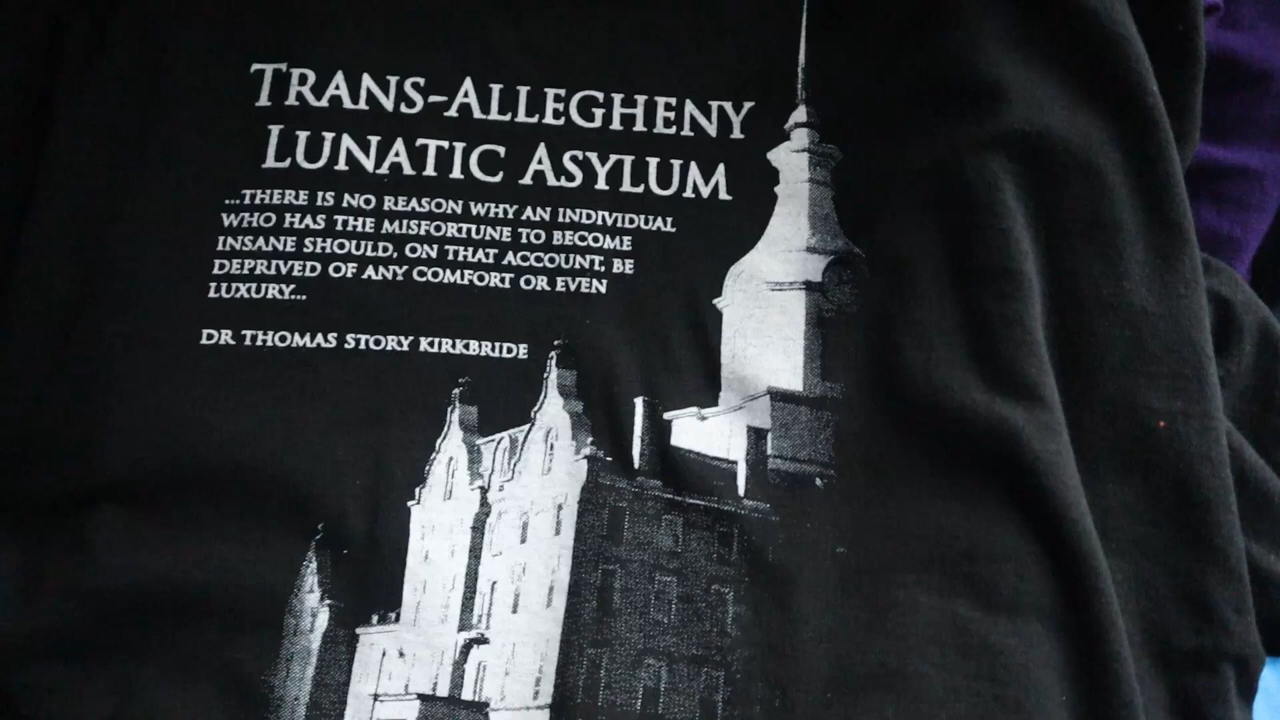 TRANS-ALLEGHENY
LUNATIC ASYLUM
...THERE IS NO REASON WHY AN INDIVIDUAL
WHO HAS THE MISFORTUNE TO BECOME
INSANE SHOULD, ON THAT ACCOUNT, BE
DEPRIVED OF ANY COMFORT OR EVEN
LUXURY...
DR THOMAS STORY KIRKBRIDE